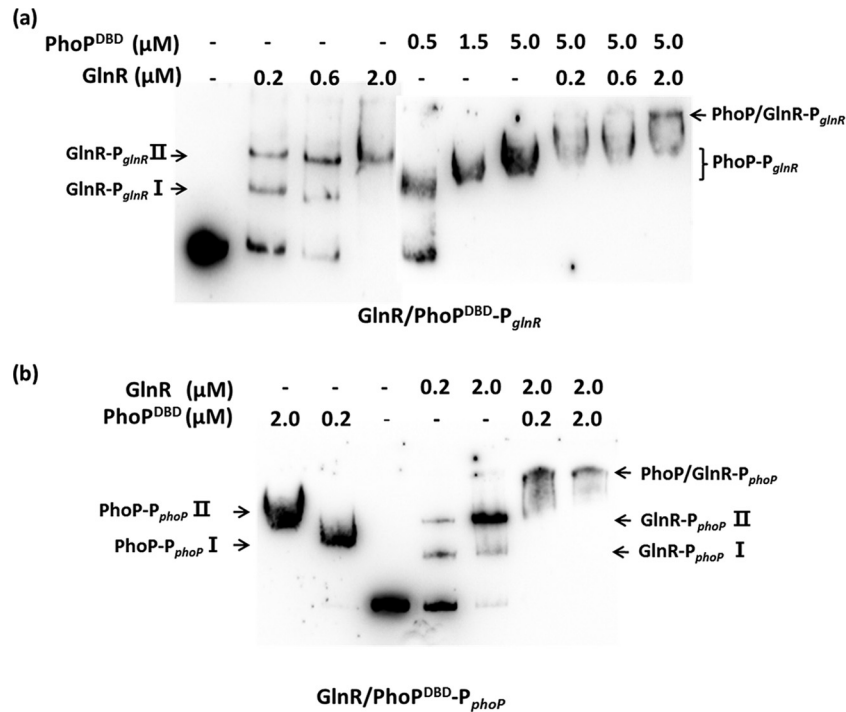 (a)
PhoP^DBD (μM) - - - - 0.5 1.5 5.0 5.0 5.0 5.0
GlnR (μM) - 0.2 0.6 2.0 - - - 0.2 0.6 2.0
PhoP/GlnR-P_glnR
GlnR-P_glnR II
PhoP-P_glnR
GlnR-P_glnR I
GlnR/PhoP^DBD-P_glnR
(b)
GlnR (μM) - - - 0.2 2.0 2.0 2.0
PhoP^DBD (μM) 2.0 0.2 - - - 0.2 2.0
PhoP/GlnR-P_phoP
PhoP-P_phoP II
GlnR-P_phoP II
PhoP-P_phoP I
GlnR-P_phoP I
GlnR/PhoP^DBD-P_phoP